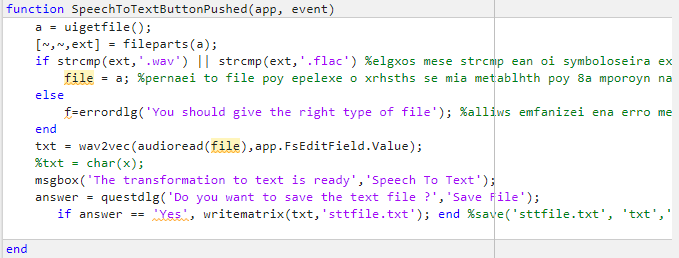 function SpeechToTextButtonPushed(app, event)
a = uigetfile();
[~,~,ext] = fileparts(a);
if strcmp(ext,'.wav') || strcmp(ext,'.flac') %elgxos mese strcmp ean oi symboloseira ex
file = a; %pernaei to file poy epelexe o xrhsths se mia metablhth poy 8a mporoyn na
else
f=errordlg('You should give the right type of file'); %alliws emfanizei ena erro me
end
txt = wav2vec(audioread(file),app.FsEditField.Value);
%txt = char(x);
msgbox('The transformation to text is ready','Speech To Text');
answer = questdlg('Do you want to save the text file ?','Save File');
if answer == 'Yes', writematrix(txt,'sttfile.txt'); end %save('sttfile.txt', 'txt','
end